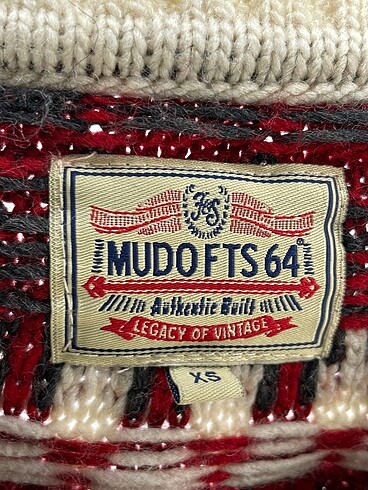 F&S
MUDO FTS 64®
Authentic Built
LEGACY OF VINTAGE
XS